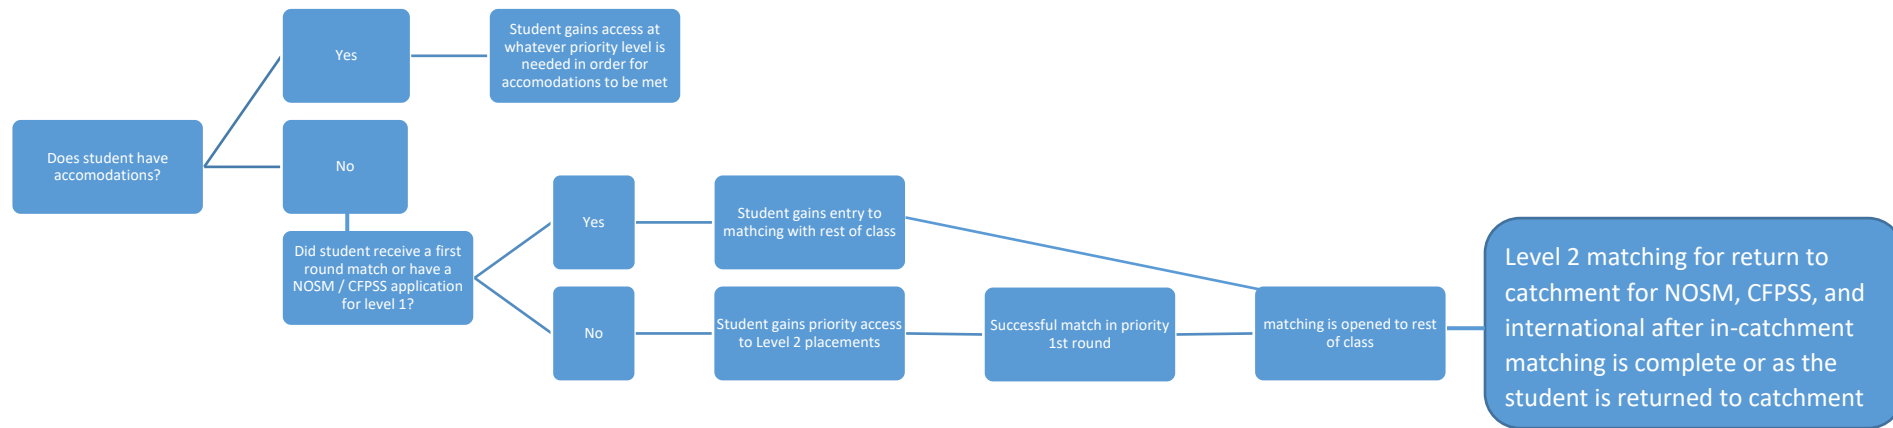 Does student have
accomodations?
Yes
Student gains access at
whatever priority level is
needed in order for
accomodations to be met
No
Did student receive a first
round match or have a
NOSM / CFPSS application
for level 1?
Yes
Student gains entry to
mathcing with rest of class
No
Student gains priority access
to Level 2 placements
Successful match in priority
1st round
matching is opened to rest
of class
Level 2 matching for return to
catchment for NOSM, CFPSS, and
international after in-catchment
matching is complete or as the
student is returned to catchment